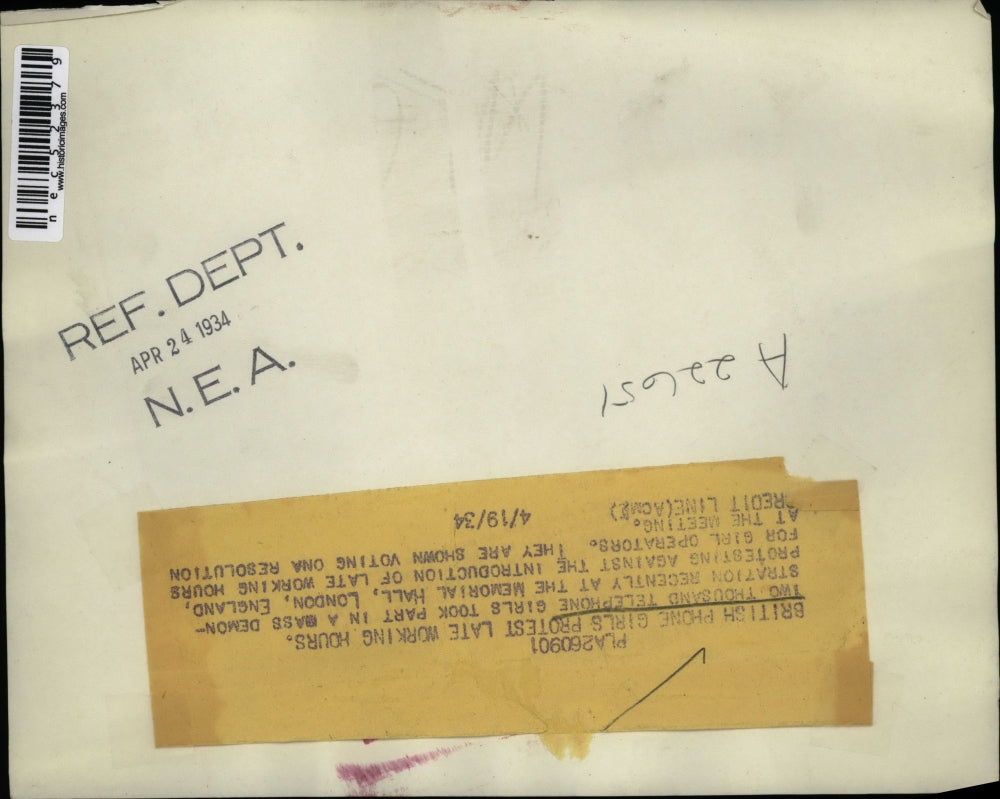 nec52379
www.historicimages.com
REF. DEPT.
APR 24 1934
N.E.A.
A22651
PLA260901
BRITISH PHONE GIRLS PROTEST LATE WORKING HOURS.
TWO THOUSAND TELEPHONE GIRLS TOOK PART IN A MASS DEMON-
STRATION RECENTLY AT THE MEMORIAL HALL, LONDON, ENGLAND,
PROTESTING AGAINST THE INTRODUCTION OF LATE WORKING HOURS
FOR GIRL OPERATORS. THEY ARE SHOWN VOTING ONA RESOLUTION
AT THE MEETING.
CREDIT LINE(ACME) 4/19/34